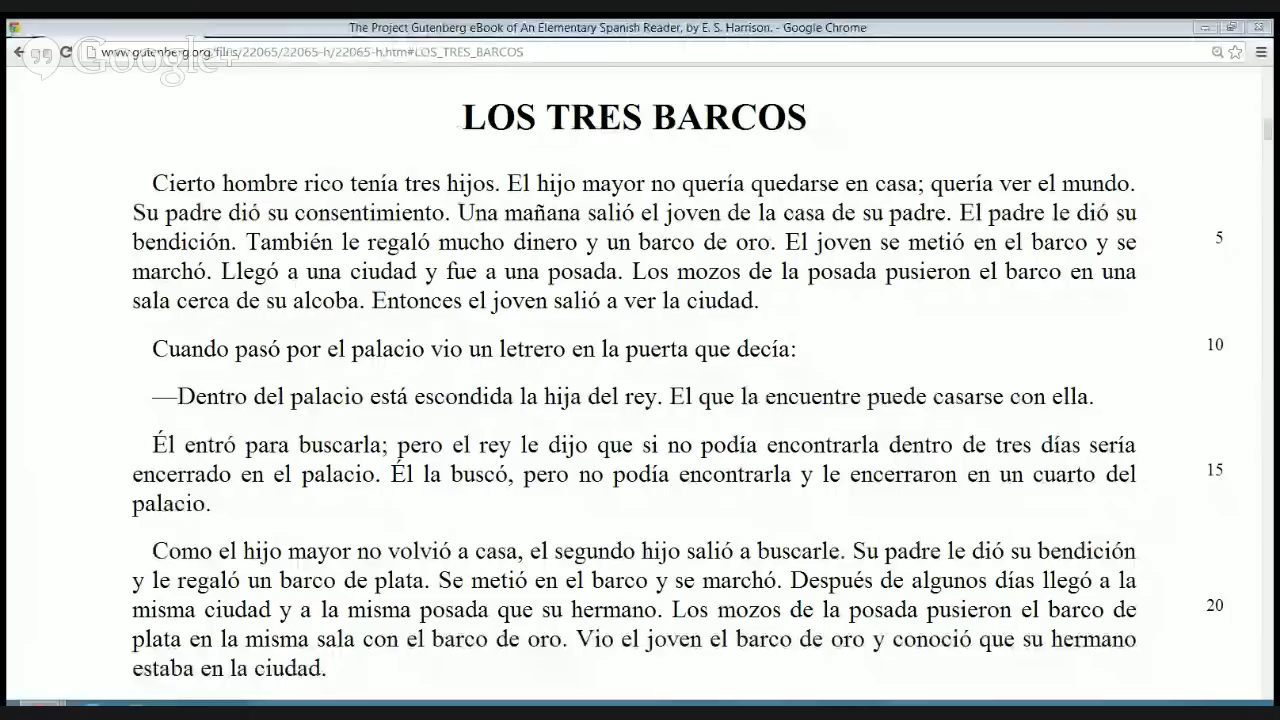 The Project Gutenberg eBook of An Elementary Spanish Reader, by E. S. Harrison. - Google Chrome
www.gutenberg.org/files/22065/22065-h/22065-h.htm#LOS_TRES_BARCOS
Google+
LOS TRES BARCOS
Cierto hombre rico tenía tres hijos. El hijo mayor no quería quedarse en casa; quería ver el mundo.
Su padre dió su consentimiento. Una mañana salió el joven de la casa de su padre. El padre le dió su
bendición. También le regaló mucho dinero y un barco de oro. El joven se metió en el barco y se 5
marchó. Llegó a una ciudad y fue a una posada. Los mozos de la posada pusieron el barco en una
sala cerca de su alcoba. Entonces el joven salió a ver la ciudad.
Cuando pasó por el palacio vio un letrero en la puerta que decía: 10
—Dentro del palacio está escondida la hija del rey. El que la encuentre puede casarse con ella.
Él entró para buscarla; pero el rey le dijo que si no podía encontrarla dentro de tres días sería
encerrado en el palacio. Él la buscó, pero no podía encontrarla y le encerraron en un cuarto del 15
palacio.
Como el hijo mayor no volvió a casa, el segundo hijo salió a buscarle. Su padre le dió su bendición
y le regaló un barco de plata. Se metió en el barco y se marchó. Después de algunos días llegó a la
misma ciudad y a la misma posada que su hermano. Los mozos de la posada pusieron el barco de 20
plata en la misma sala con el barco de oro. Vio el joven el barco de oro y conoció que su hermano
estaba en la ciudad.